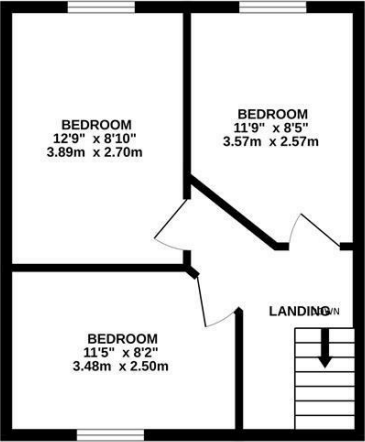 BEDROOM
12'9" x 8'10"
3.89m x 2.70m
BEDROOM
11'9" x 8'5"
3.57m x 2.57m
LANDING
BEDROOM
11'5" x 8'2"
3.48m x 2.50m